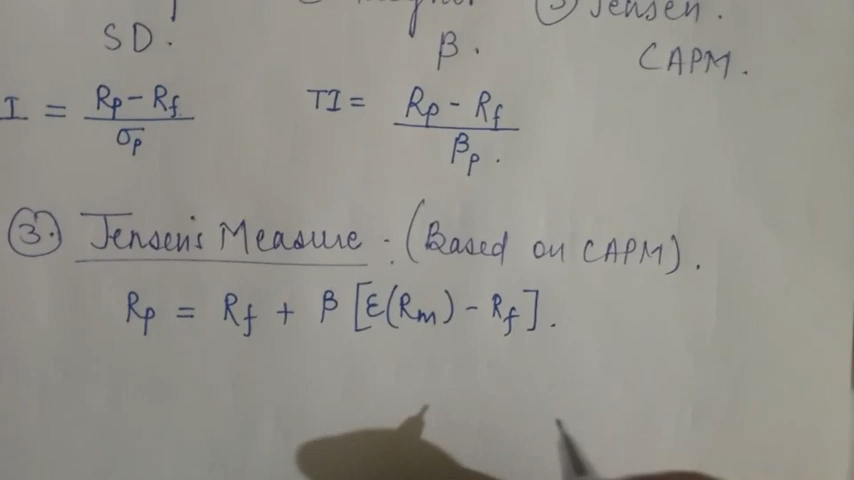 ③ Jensen.
SD.
β.
CAPM.
I = Rp - Rf / σp
TI = Rp - Rf / βp.
③. Jensen's Measure : (Based on CAPM).
Rp = Rf + β [E(Rm) - Rf].